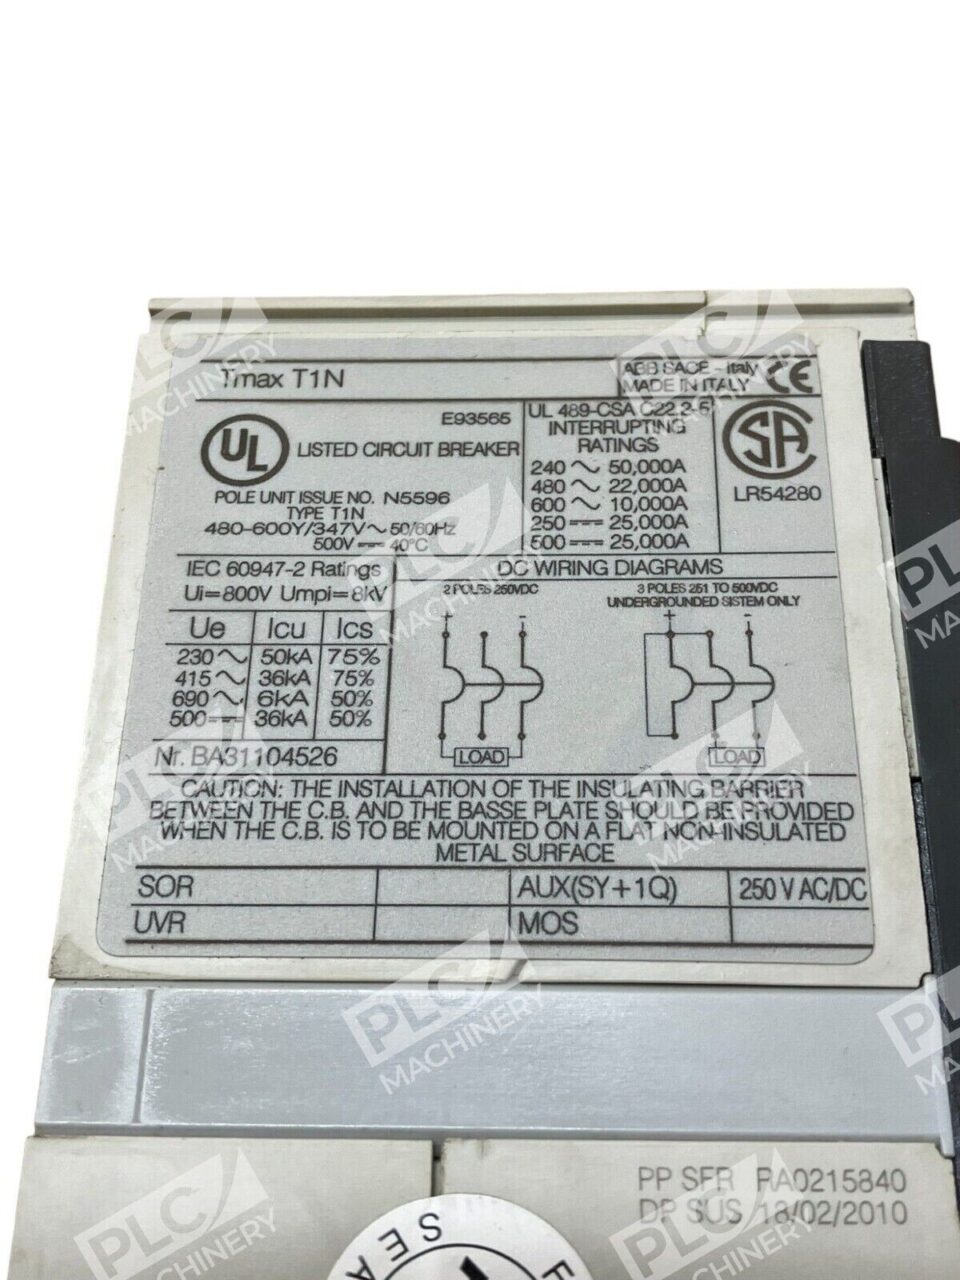 Tmax T1N
ABB SACE - Italy
MADE IN ITALY
CE
UL
E93565
LISTED CIRCUIT BREAKER
POLE UNIT ISSUE NO. N5596
TYPE T1N
480-600Y/347V~50/60Hz
500V⎓ 40°C
UL 489-CSA C22.2-5
INTERRUPTING
RATINGS
240 ~ 50,000A
480 ~ 22,000A
600 ~ 10,000A
250 ⎓ 25,000A
500 ⎓ 25,000A
SA
LR54280
IEC 60947-2 Ratings
Ui=800V Umpi=8kV
Ue Icu Ics
230 ~ 50kA 75%
415 ~ 36kA 75%
690 ~ 6kA 50%
500 ⎓ 36kA 50%
Nr. BA31104526
DC WIRING DIAGRAMS
2 POLES 250VDC
+ -
LOAD
3 POLES 251 TO 500VDC
UNDERGROUNDED SISTEM ONLY
+ -
LOAD
CAUTION: THE INSTALLATION OF THE INSULATING BARRIER
BETWEEN THE C.B. AND THE BASSE PLATE SHOULD BE PROVIDED
WHEN THE C.B. IS TO BE MOUNTED ON A FLAT NON-INSULATED
METAL SURFACE
SOR AUX(SY+1Q) 250 V AC/DC
UVR MOS
PP SFR RA0215840
DP SUS 18/02/2010
SEA
PLC
MACHINERY